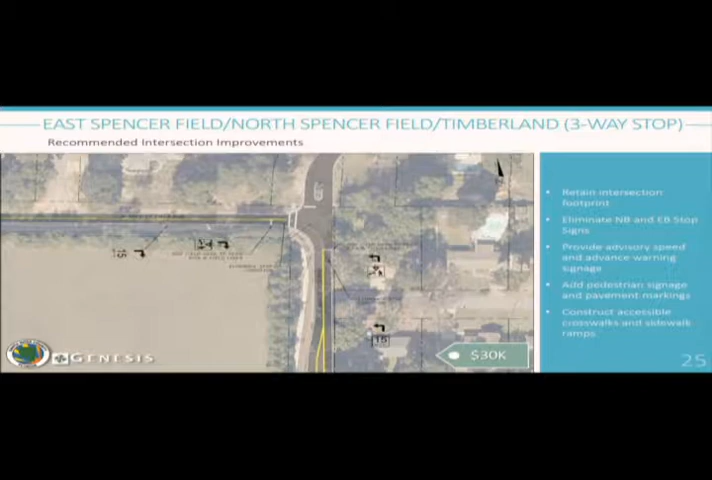 EAST SPENCER FIELD/NORTH SPENCER FIELD/TIMBERLAND (3-WAY STOP)
Recommended Intersection Improvements
• Retain intersection
footprint
• Eliminate NB and EB Stop
Signs
• Provide advisory speed
and advance warning
signage
• Add pedestrian signage
and pavement markings
• Construct accessible
crosswalks and sidewalk
ramps
15
15
GENESIS
$30K
25